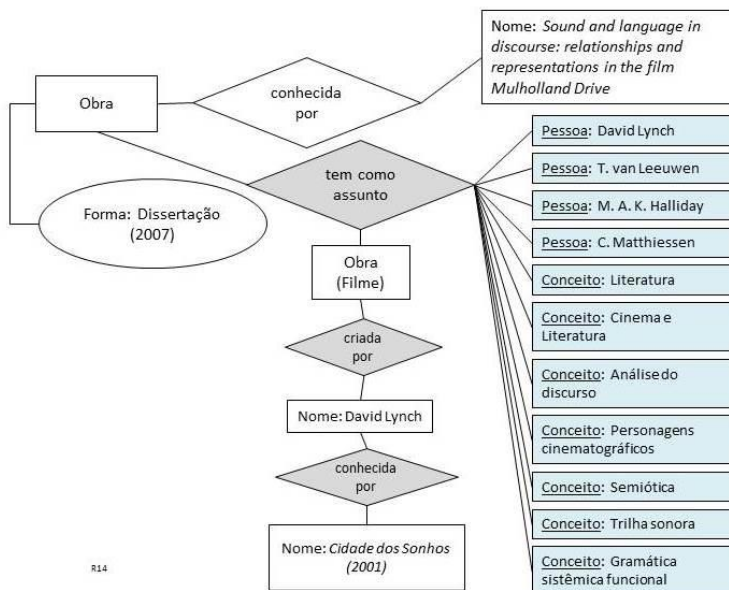 Nome: Sound and language in
discourse: relationships and
representations in the film
Mulholland Drive
Obra
conhecida
por
tem como
assunto
Forma: Dissertação
(2007)
Obra
(Filme)
criada
por
Nome: David Lynch
conhecida
por
Nome: Cidade dos Sonhos
(2001)
Pessoa: David Lynch
Pessoa: T. van Leeuwen
Pessoa: M. A. K. Halliday
Pessoa: C. Matthiessen
Conceito: Literatura
Conceito: Cinema e
Literatura
Conceito: Análise do
discurso
Conceito: Personagens
cinematográficos
Conceito: Semiótica
Conceito: Trilha sonora
Conceito: Gramática
sistêmica funcional
R14